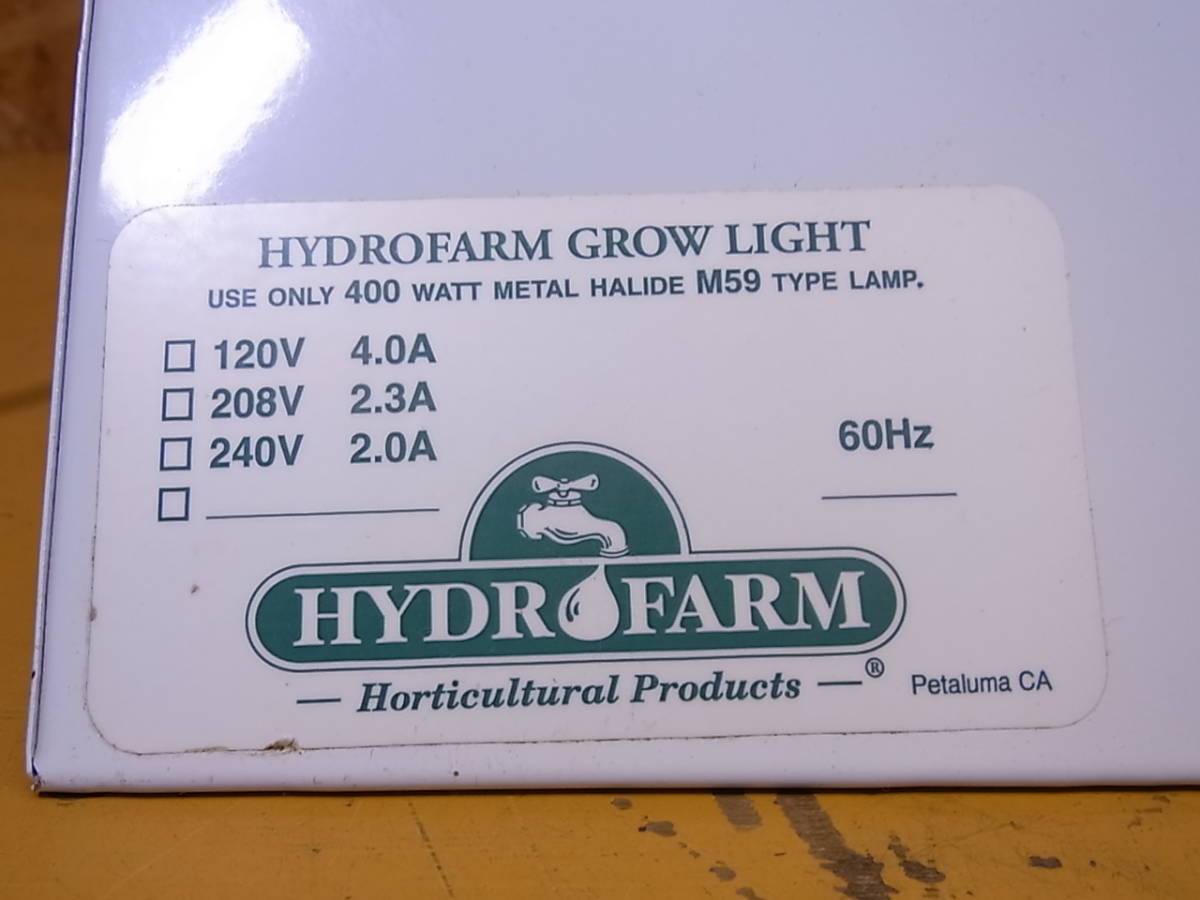 HYDROFARM GROW LIGHT
USE ONLY 400 WATT METAL HALIDE M59 TYPE LAMP.
120V 4.0A
208V 2.3A
240V 2.0A
60Hz
HYDROFARM
Horticultural Products ®
Petaluma CA